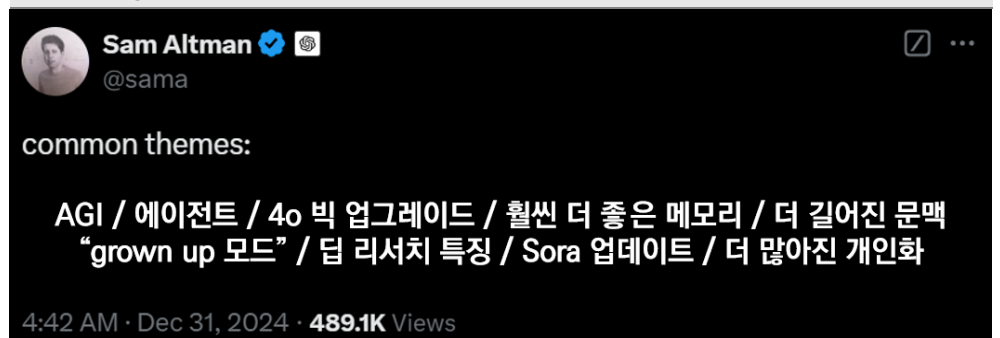 Sam Altman
@sama
common themes:
AGI / 에이전트 / 4o 빅 업그레이드 / 훨씬 더 좋은 메모리 / 더 길어진 문맥
“grown up 모드” / 딥 리서치 특징 / Sora 업데이트 / 더 많아진 개인화
4:42 AM · Dec 31, 2024 · 489.1K Views